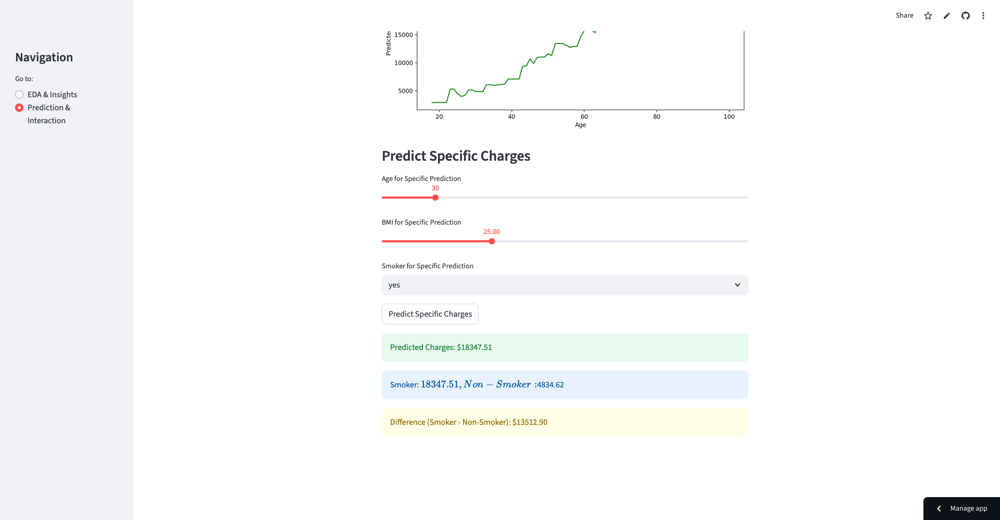 Share
Navigation
Go to:
EDA & Insights
Prediction &
Interaction
15000
10000
5000
20 40 60 80 100
Age
Predict Specific Charges
Age for Specific Prediction
30
BMI for Specific Prediction
25.00
Smoker for Specific Prediction
yes
Predict Specific Charges
Predicted Charges: $18347.51
Smoker: 18347.51, Non − Smoker :4834.62
Difference (Smoker - Non-Smoker): $13512.90
Manage app